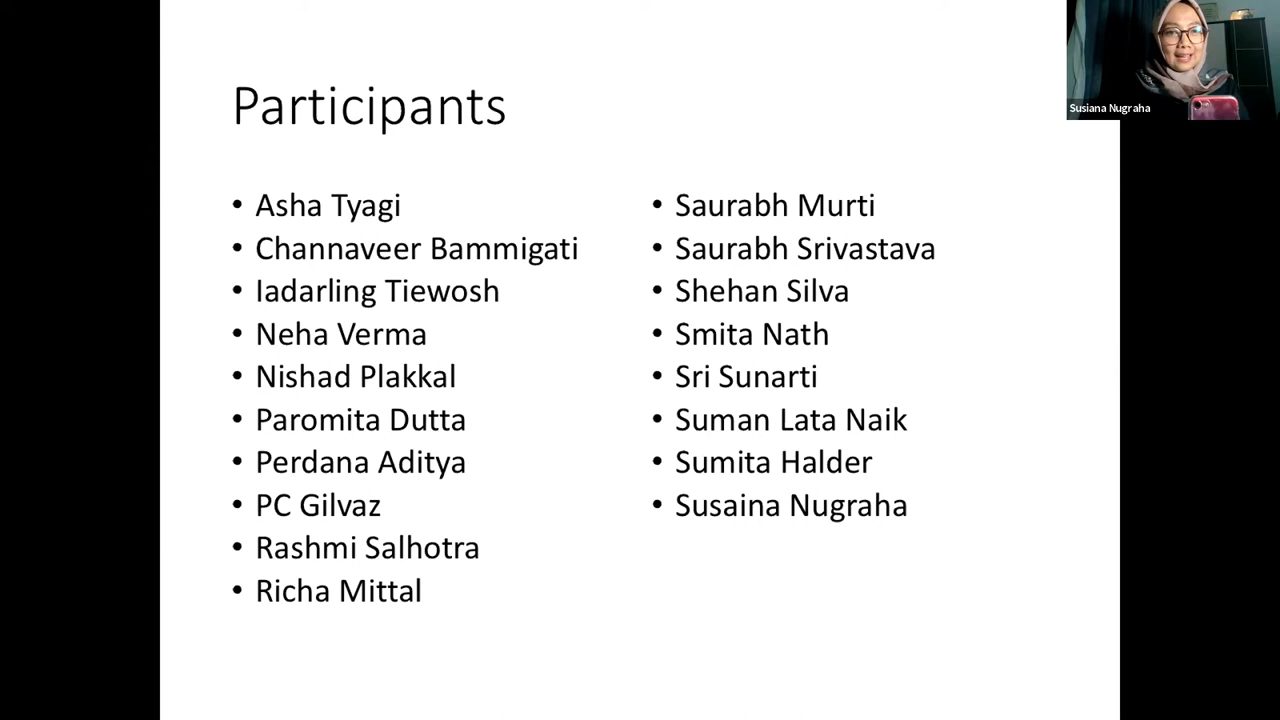 Participants
• Asha Tyagi
• Channaveer Bammigati
• Iadarling Tiewosh
• Neha Verma
• Nishad Plakkal
• Paromita Dutta
• Perdana Aditya
• PC Gilvaz
• Rashmi Salhotra
• Richa Mittal
• Saurabh Murti
• Saurabh Srivastava
• Shehan Silva
• Smita Nath
• Sri Sunarti
• Suman Lata Naik
• Sumita Halder
• Susaina Nugraha
Susiana Nugraha